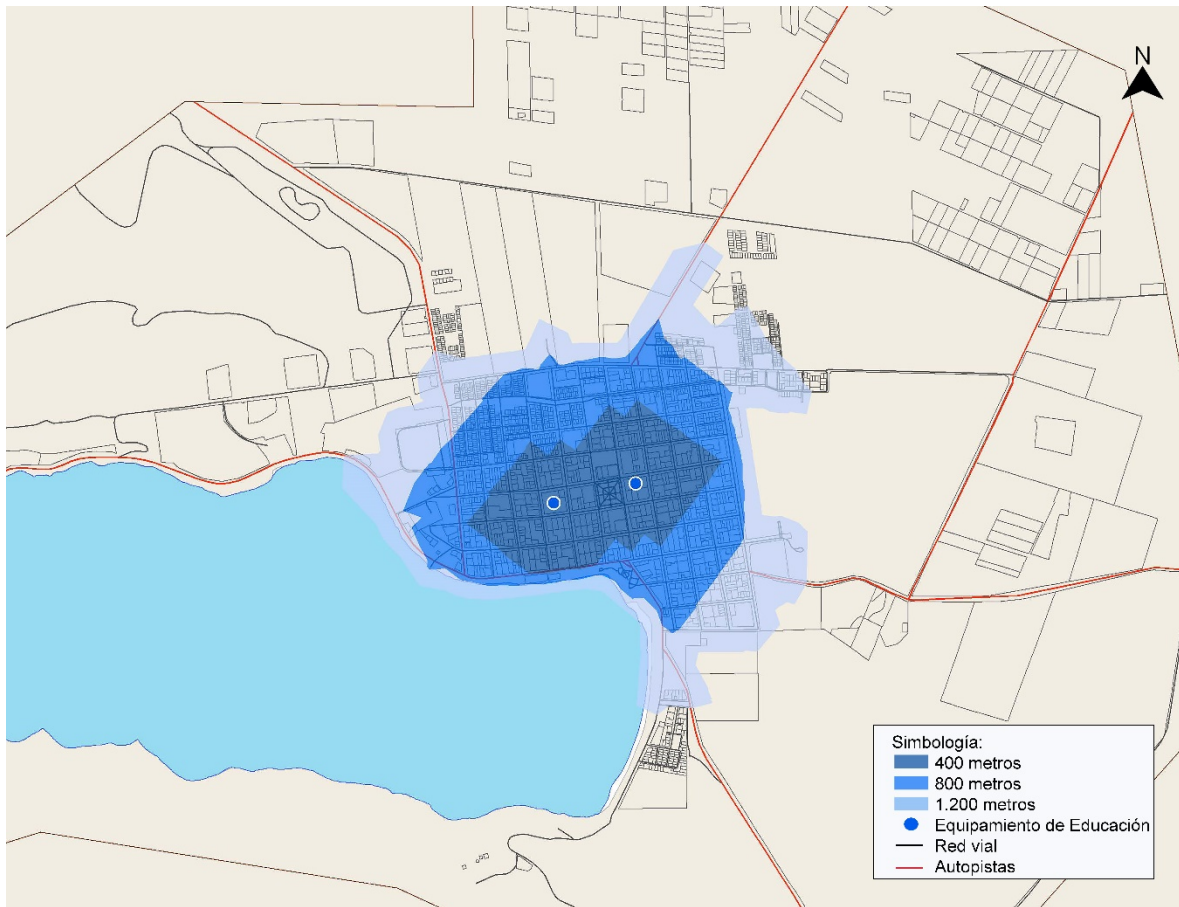 N
Simbología:
400 metros
800 metros
1.200 metros
Equipamiento de Educación
Red vial
Autopistas